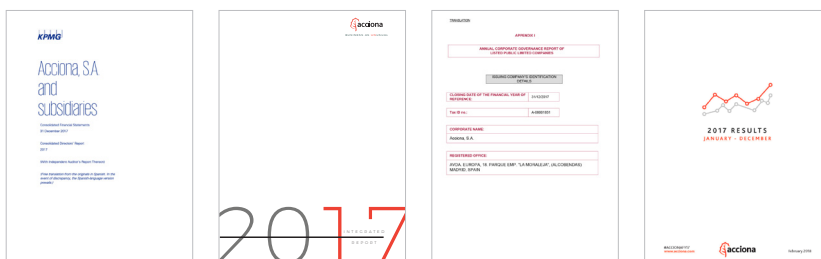 KPMG
Acciona, S.A.
and
subsidiaries
Consolidated Financial Statements
31 December 2017
Consolidated Directors' Report
2017
(With Independent Auditor's Report Thereon)
(Free translation from the original in Spanish. In the
event of discrepancy, the Spanish-language version
prevails.)
acciona
2017
INTEGRATED
REPORT
TRANSLATION
APPENDIX I
ANNUAL CORPORATE GOVERNANCE REPORT OF
LISTED PUBLIC LIMITED COMPANIES
ISSUING COMPANY'S IDENTIFICATION
DETAILS
CLOSING DATE OF THE FINANCIAL YEAR OF
REFERENCE:
31/12/2017
Tax ID no.:
A-08001851
CORPORATE NAME:
Acciona, S.A.
REGISTERED OFFICE:
AVDA. EUROPA, 18, PARQUE EMP. "LA MORALEJA", (ALCOBENDAS)
MADRID, SPAIN
2017 RESULTS
JANUARY - DECEMBER
www.acciona.com
acciona
February 2018